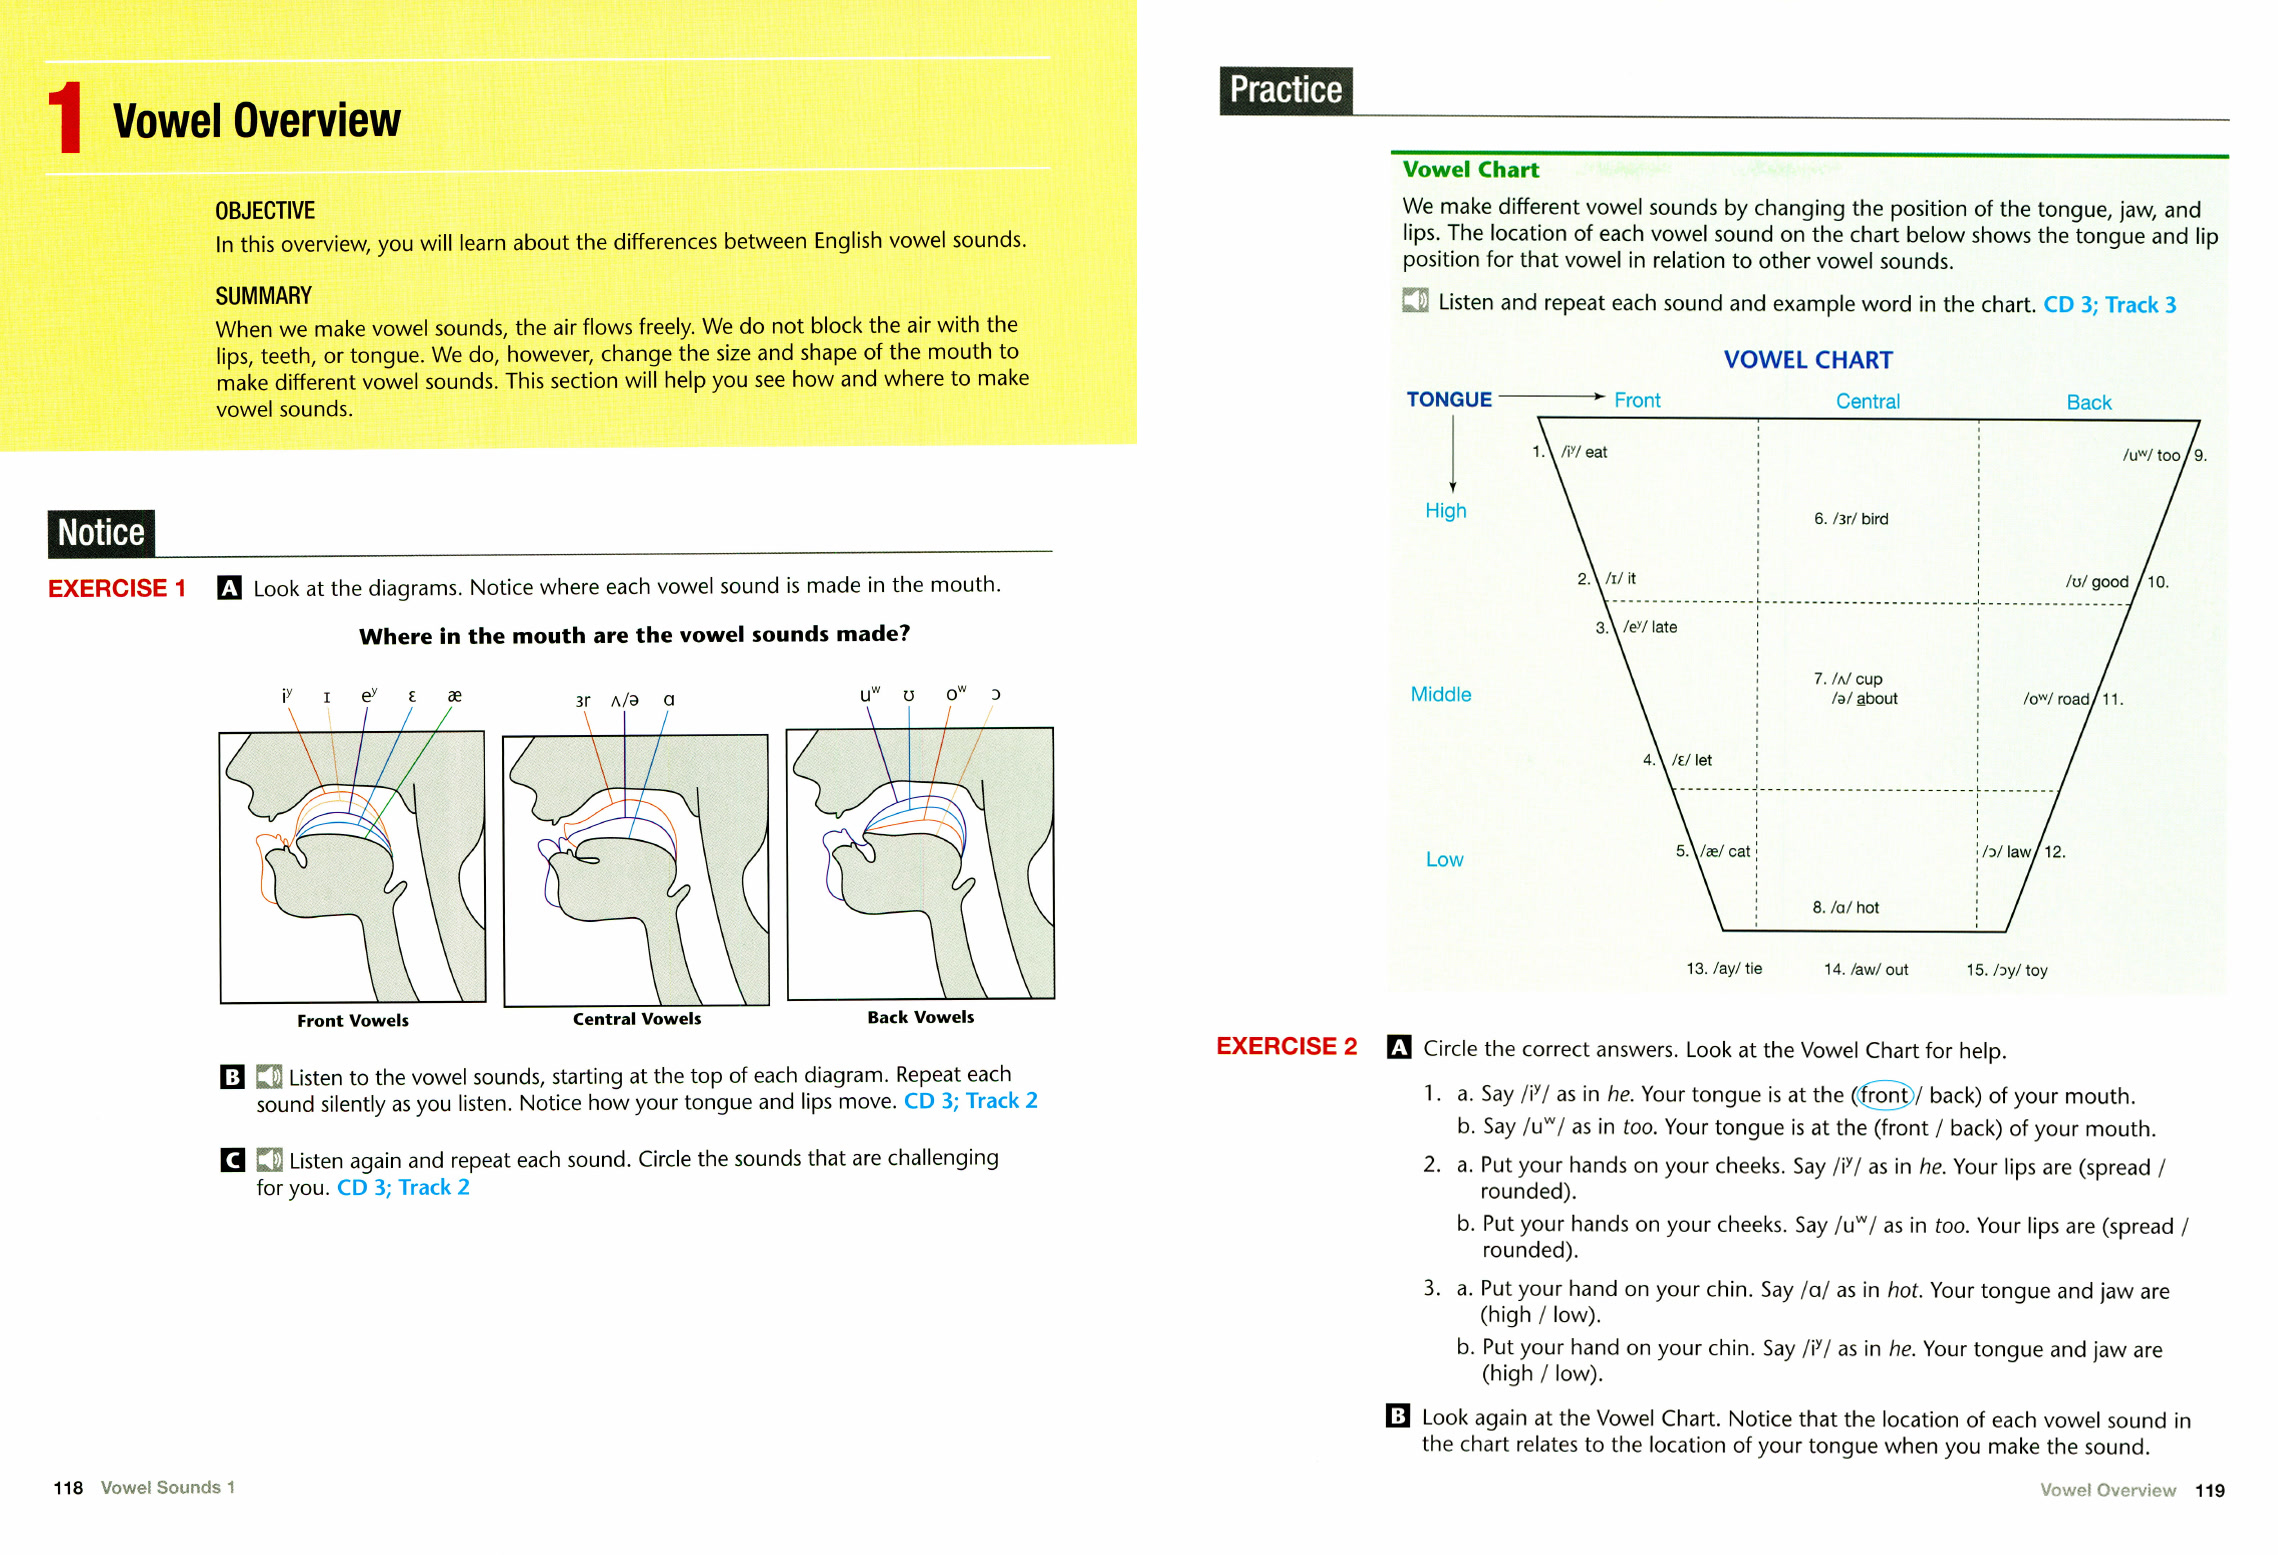 1 Vowel Overview
OBJECTIVE
In this overview, you will learn about the differences between English vowel sounds.
SUMMARY
When we make vowel sounds, the air flows freely. We do not block the air with the
lips, teeth, or tongue. We do, however, change the size and shape of the mouth to
make different vowel sounds. This section will help you see how and where to make
vowel sounds.
Notice
EXERCISE 1 A Look at the diagrams. Notice where each vowel sound is made in the mouth.
Where in the mouth are the vowel sounds made?
iʸ ɪ eʸ ɛ æ
ɜr ʌ/ə ɑ
uʷ ʊ oʷ ɔ
Front Vowels
Central Vowels
Back Vowels
B Listen to the vowel sounds, starting at the top of each diagram. Repeat each
sound silently as you listen. Notice how your tongue and lips move. CD 3; Track 2
C Listen again and repeat each sound. Circle the sounds that are challenging
for you. CD 3; Track 2
118 Vowel Sounds 1
Practice
Vowel Chart
We make different vowel sounds by changing the position of the tongue, jaw, and
lips. The location of each vowel sound on the chart below shows the tongue and lip
position for that vowel in relation to other vowel sounds.
Listen and repeat each sound and example word in the chart. CD 3; Track 3
VOWEL CHART
TONGUE Front Central Back
1. /iʸ/ eat
/uʷ/ too 9.
High
6. /ɜr/ bird
2. /ɪ/ it
/ʊ/ good 10.
3. /eʸ/ late
Middle
7. /ʌ/ cup
/ə/ about
/oʷ/ road 11.
4. /ɛ/ let
Low
5. /æ/ cat
/ɔ/ law 12.
8. /ɑ/ hot
13. /ay/ tie 14. /aw/ out 15. /ɔy/ toy
EXERCISE 2 A Circle the correct answers. Look at the Vowel Chart for help.
1. a. Say /iʸ/ as in he. Your tongue is at the (front / back) of your mouth.
b. Say /uʷ/ as in too. Your tongue is at the (front / back) of your mouth.
2. a. Put your hands on your cheeks. Say /iʸ/ as in he. Your lips are (spread /
rounded).
b. Put your hands on your cheeks. Say /uʷ/ as in too. Your lips are (spread /
rounded).
3. a. Put your hand on your chin. Say /ɑ/ as in hot. Your tongue and jaw are
(high / low).
b. Put your hand on your chin. Say /iʸ/ as in he. Your tongue and jaw are
(high / low).
B Look again at the Vowel Chart. Notice that the location of each vowel sound in
the chart relates to the location of your tongue when you make the sound.
Vowel Overview 119